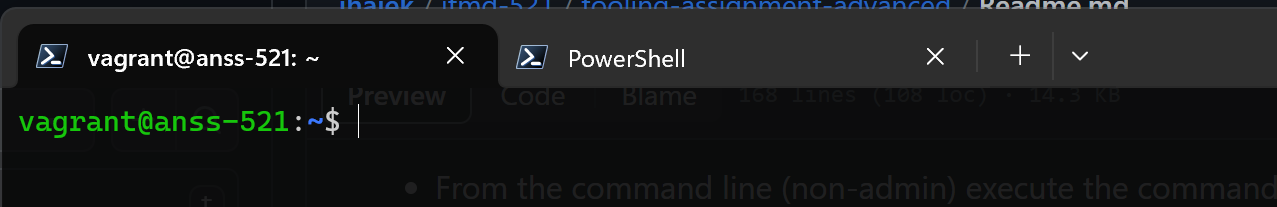 jhajek / itmd-521 / tooling-assignment-advanced / Readme.md
vagrant@anss-521: ~
PowerShell
Preview Code Blame 168 lines (108 loc) • 14.3 KB
vagrant@anss-521:~$
• From the command line (non-admin) execute the command